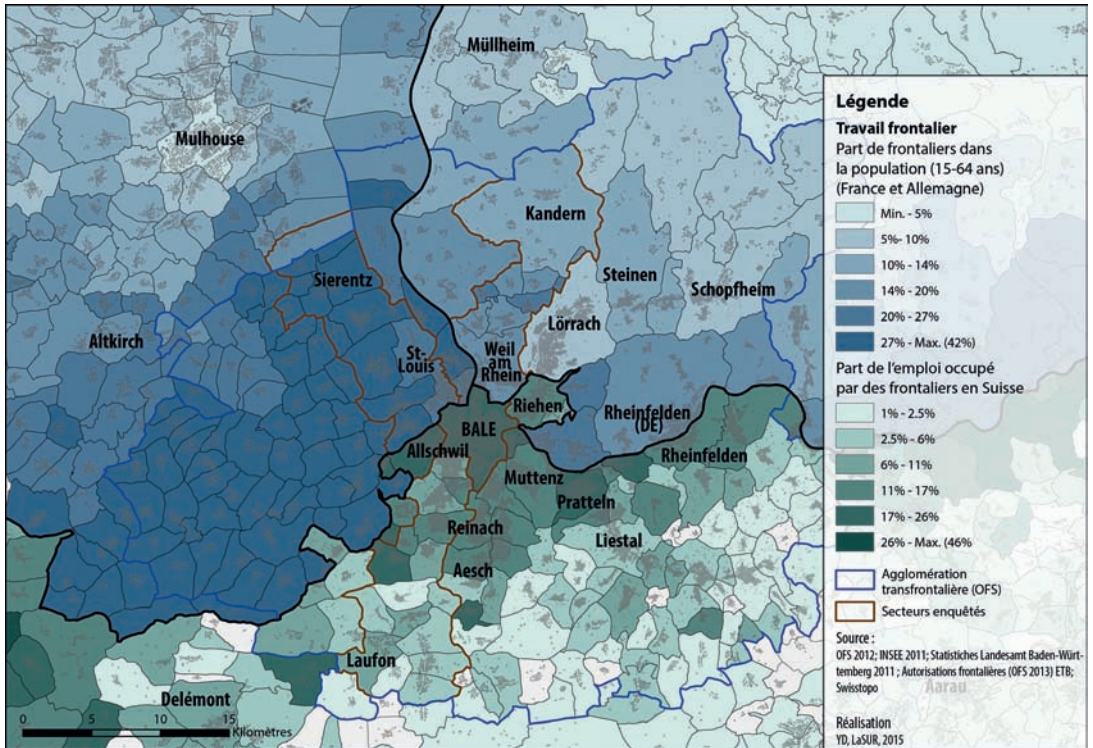 Müllheim
Mulhouse
Kandern
Sierentz
Steinen
Schopfheim
Altkirch
Lörrach
St-
Louis
Weil
am
Rhein
Riehen
Rheinfelden
(DE)
BALE
Allschwil
Rheinfelden
Muttenz
Pratteln
Reinach
Liestal
Aesch
Laufon
Delémont
0 5 10 15
Kilomètres
Légende
Travail frontalier
Part de frontaliers dans
la population (15-64 ans)
(France et Allemagne)
Min. - 5%
5%- 10%
10% - 14%
14% - 20%
20% - 27%
27% - Max. (42%)
Part de l'emploi occupé
par des frontaliers en Suisse
1% - 2.5%
2.5% - 6%
6% - 11%
11% - 17%
17% - 26%
26% - Max. (46%
Agglomération
transfrontalière (OFS)
Secteurs enquêtés
Source :
OFS 2012; INSEE 2011; Statistiches Landesamt Baden-Würt-
temberg 2011 ; Autorisations frontalières (OFS 2013) ETB;
Swisstopo
Aarau
Réalisation
YD, LaSUR, 2015